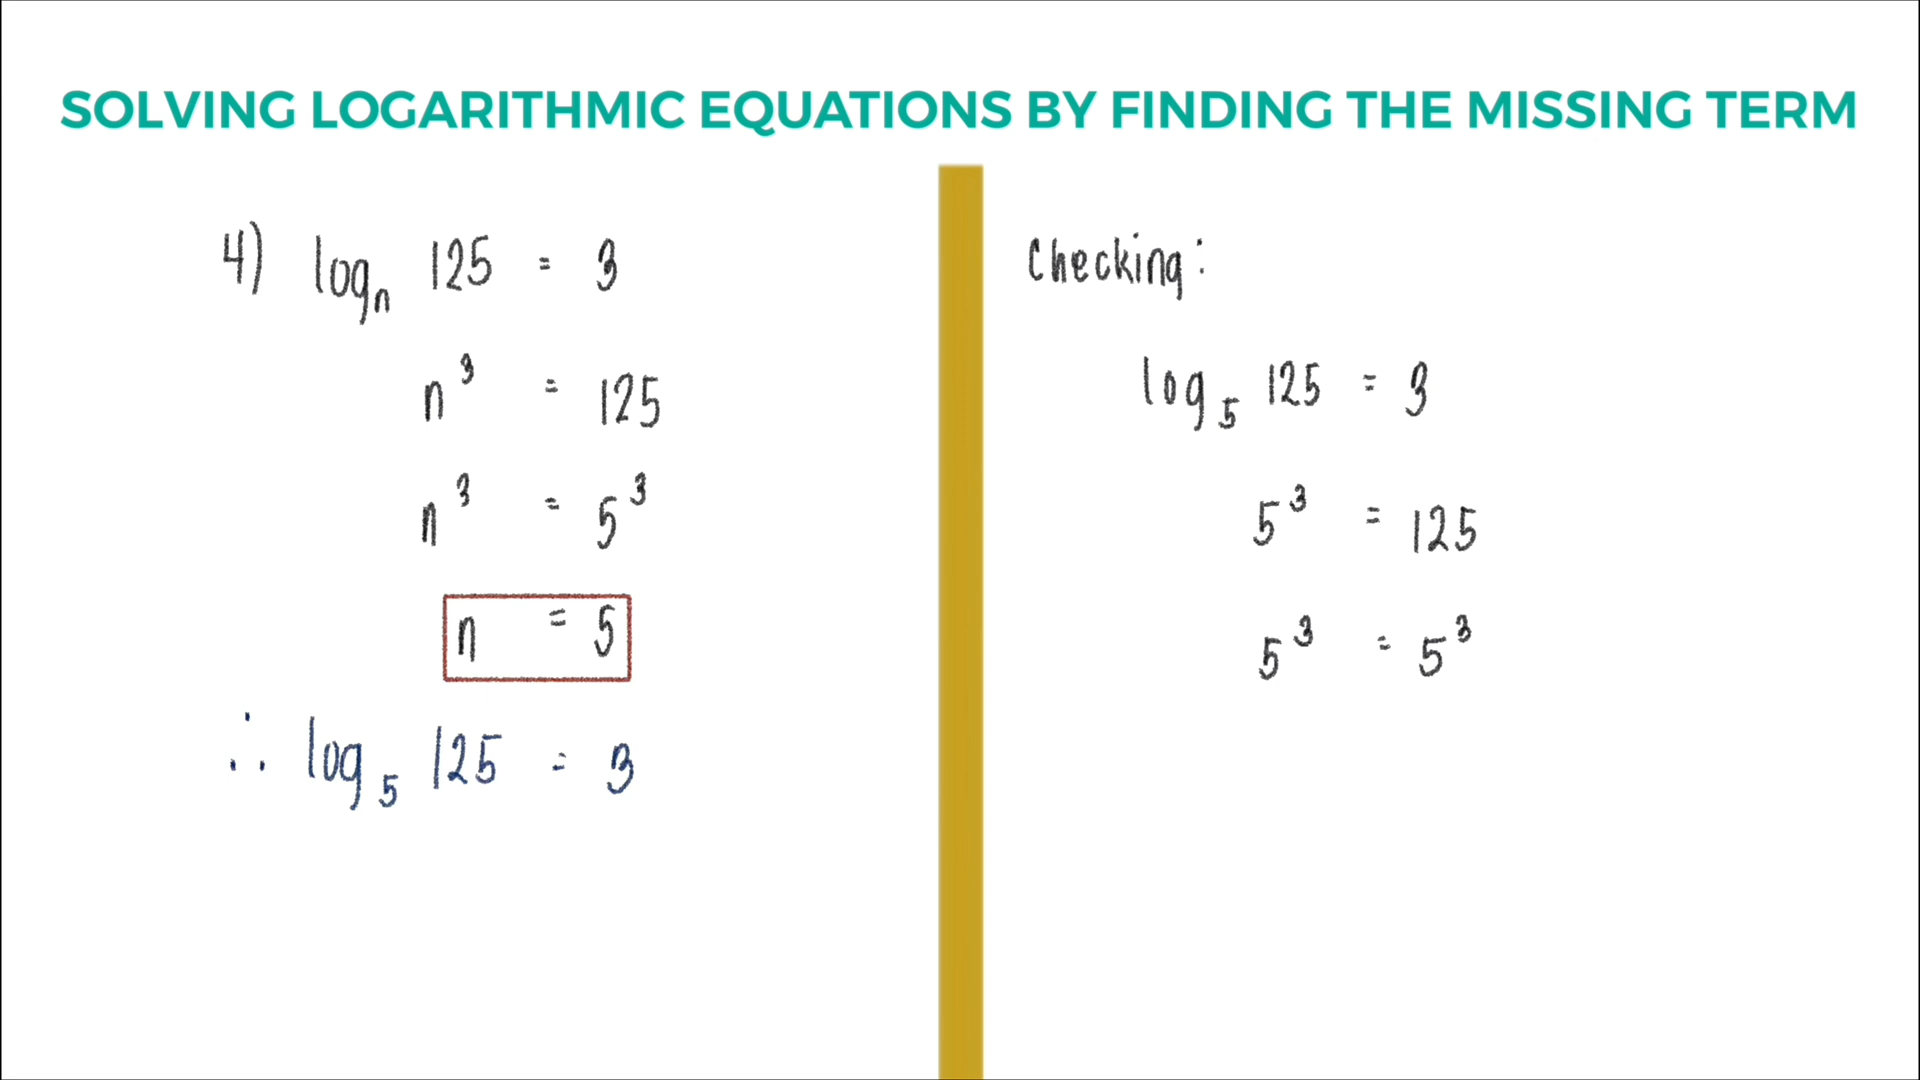 SOLVING LOGARITHMIC EQUATIONS BY FINDING THE MISSING TERM
4) logₙ 125 = 3
n³ = 125
n³ = 5³
n = 5
∴ log₅ 125 = 3
Checking:
log₅ 125 = 3
5³ = 125
5³ = 5³